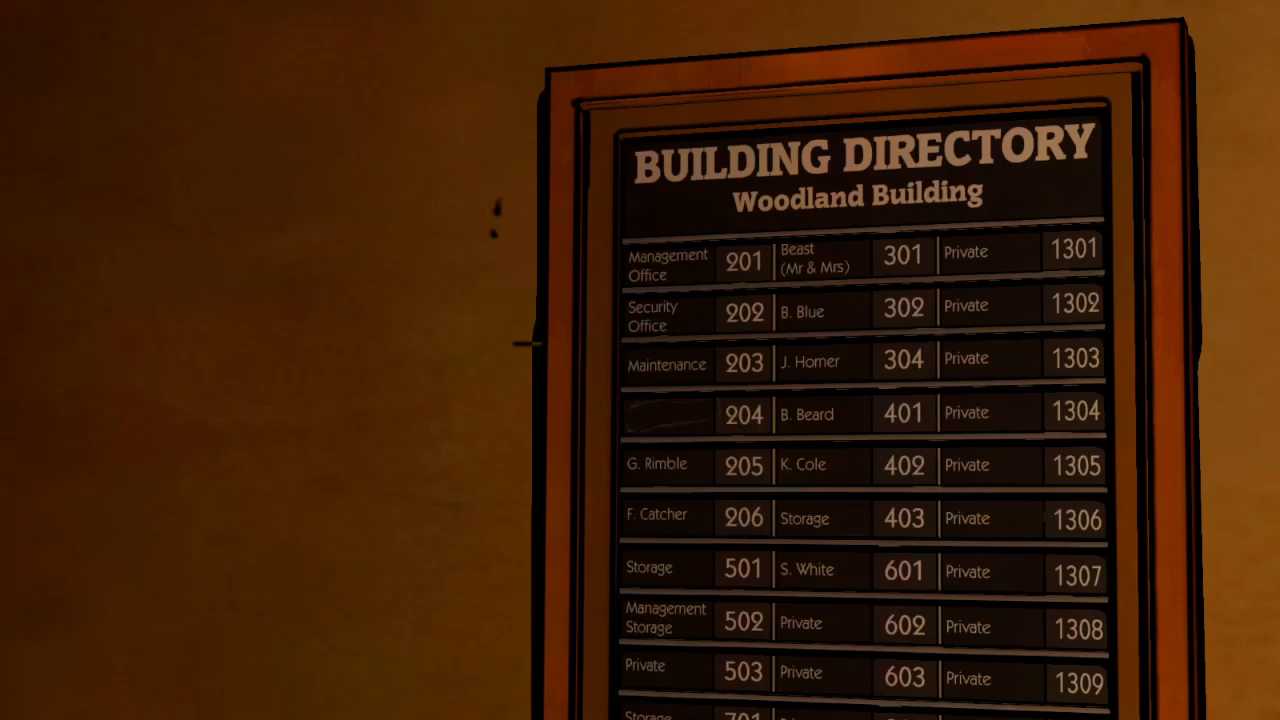 BUILDING DIRECTORY
Woodland Building
Management Office 201 Beast (Mr & Mrs) 301 Private 1301
Security Office 202 B. Blue 302 Private 1302
Maintenance 203 J. Horner 304 Private 1303
204 B. Beard 401 Private 1304
G. Rimble 205 K. Cole 402 Private 1305
F. Catcher 206 Storage 403 Private 1306
Storage 501 S. White 601 Private 1307
Management Storage 502 Private 602 Private 1308
Private 503 Private 603 Private 1309
Storage 701